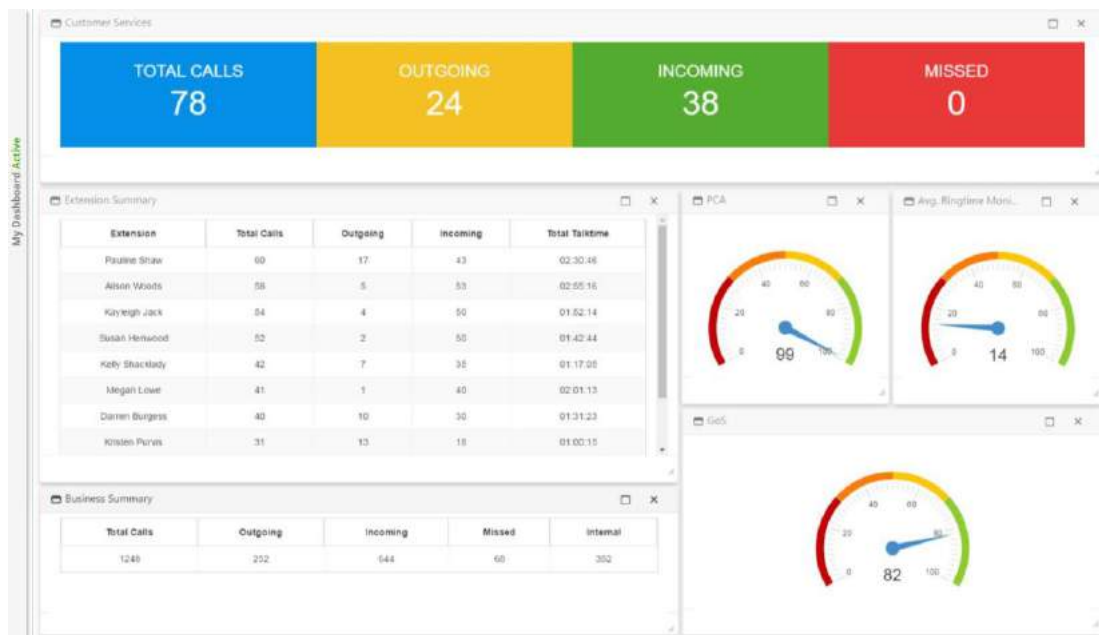 My Dashboard Active
Customer Services
TOTAL CALLS OUTGOING INCOMING MISSED
78 24 38 0
Extension Summary
Extension Total Calls Outgoing Incoming Total Talktime
Pauline Shaw 60 17 43 02:30:46
Alison Woods 58 5 53 02:55:16
Kayleigh Jack 54 4 50 01:52:14
Susan Henwood 52 2 50 01:42:44
Kelly Shacklady 42 7 35
Megan Lowe 41 1 40 02:01:13
Darren Burgess 40 10 30 01:31:23
Kristen Purvis 31 13 18 01:00:15
PCA
0 20 40 60 80 100
99
Avg. Ringtime Moni...
0 20 40 60 80 100
14
Business Summary
Total Calls Outgoing Incoming Missed Internal
252 644
GoS
0 20 40 60 80 100
82